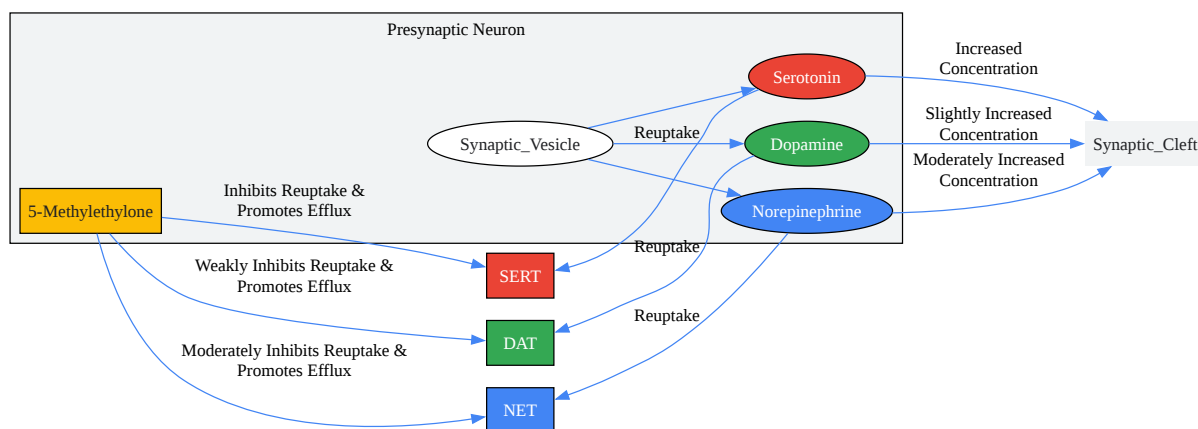 Presynaptic Neuron
Increased
Concentration
Serotonin
Slightly Increased
Concentration
Reuptake
Synaptic_Vesicle
Dopamine
Synaptic_Cleft
Moderately Increased
Concentration
Inhibits Reuptake &
Promotes Efflux
5-Methylethylone
Norepinephrine
Reuptake
Weakly Inhibits Reuptake &
Promotes Efflux
SERT
Reuptake
DAT
Moderately Inhibits Reuptake &
Promotes Efflux
NET